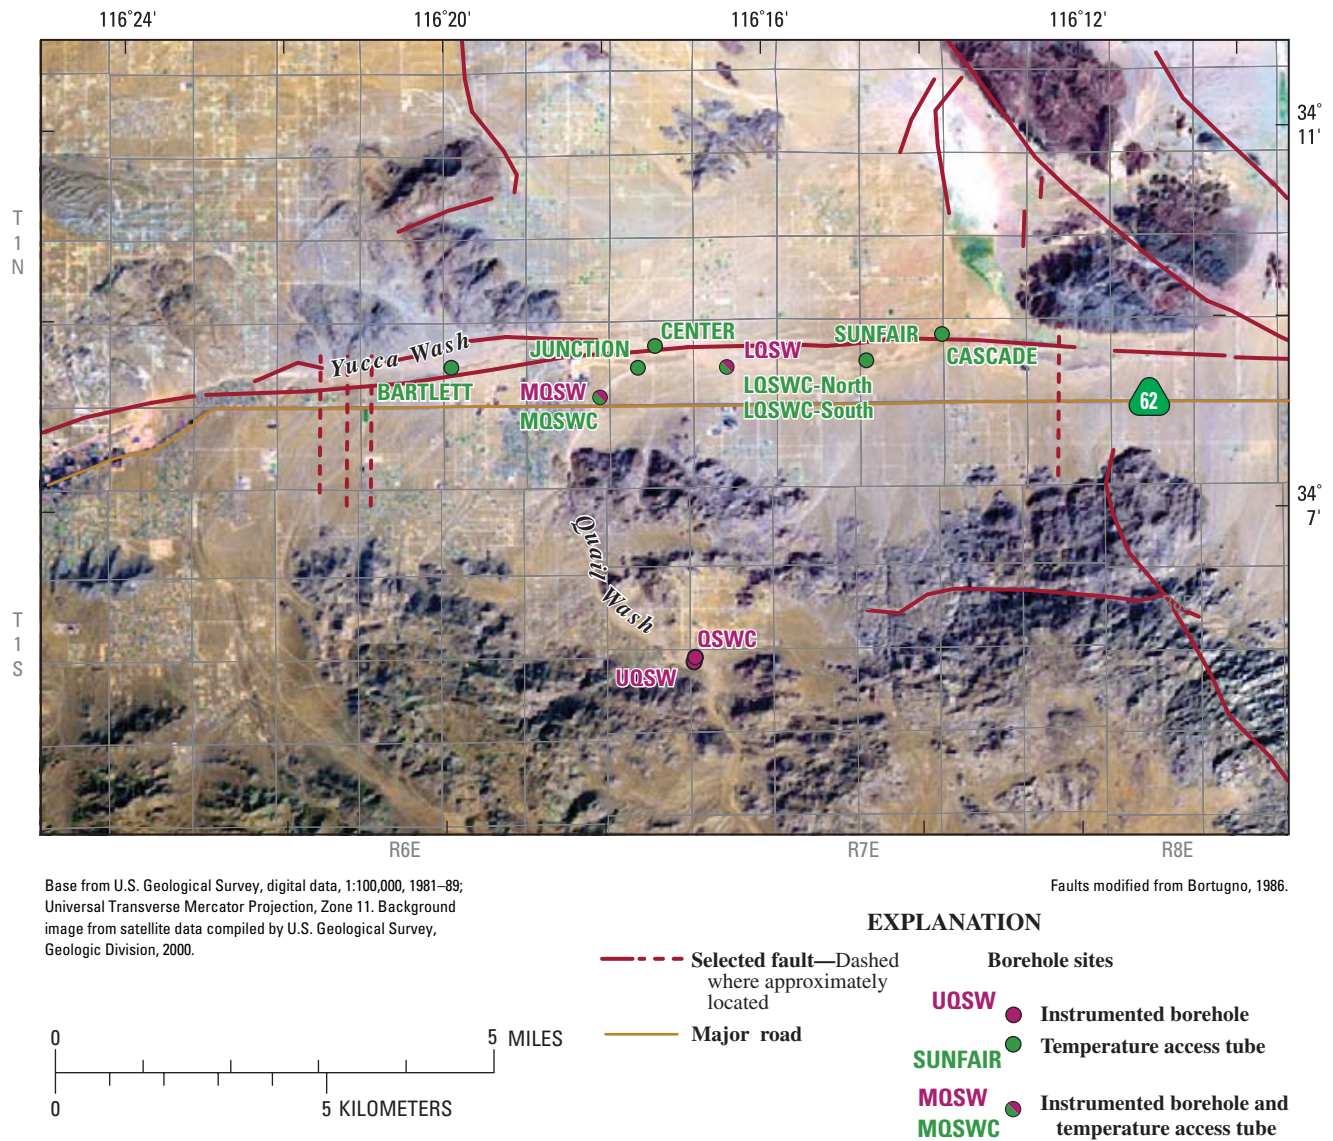 116°24' 116°20' 116°16' 116°12'
34°
11'
T
1
N
CENTER
SUNFAIR
Yucca Wash
JUNCTION
LQSW
CASCADE
BARTLETT
MQSW
LQSWC-North
MQSWC
LQSWC-South
62
34°
7'
Quail Wash
T
1
S
QSWC
UQSW
R6E R7E R8E
Base from U.S. Geological Survey, digital data, 1:100,000, 1981–89;
Universal Transverse Mercator Projection, Zone 11. Background
image from satellite data compiled by U.S. Geological Survey,
Geologic Division, 2000.
Faults modified from Bortugno, 1986.
EXPLANATION
Selected fault—Dashed
where approximately
located
Major road
Borehole sites
UQSW
Instrumented borehole
SUNFAIR
Temperature access tube
MQSW
MQSWC
Instrumented borehole and
temperature access tube
0 5 MILES
0 5 KILOMETERS